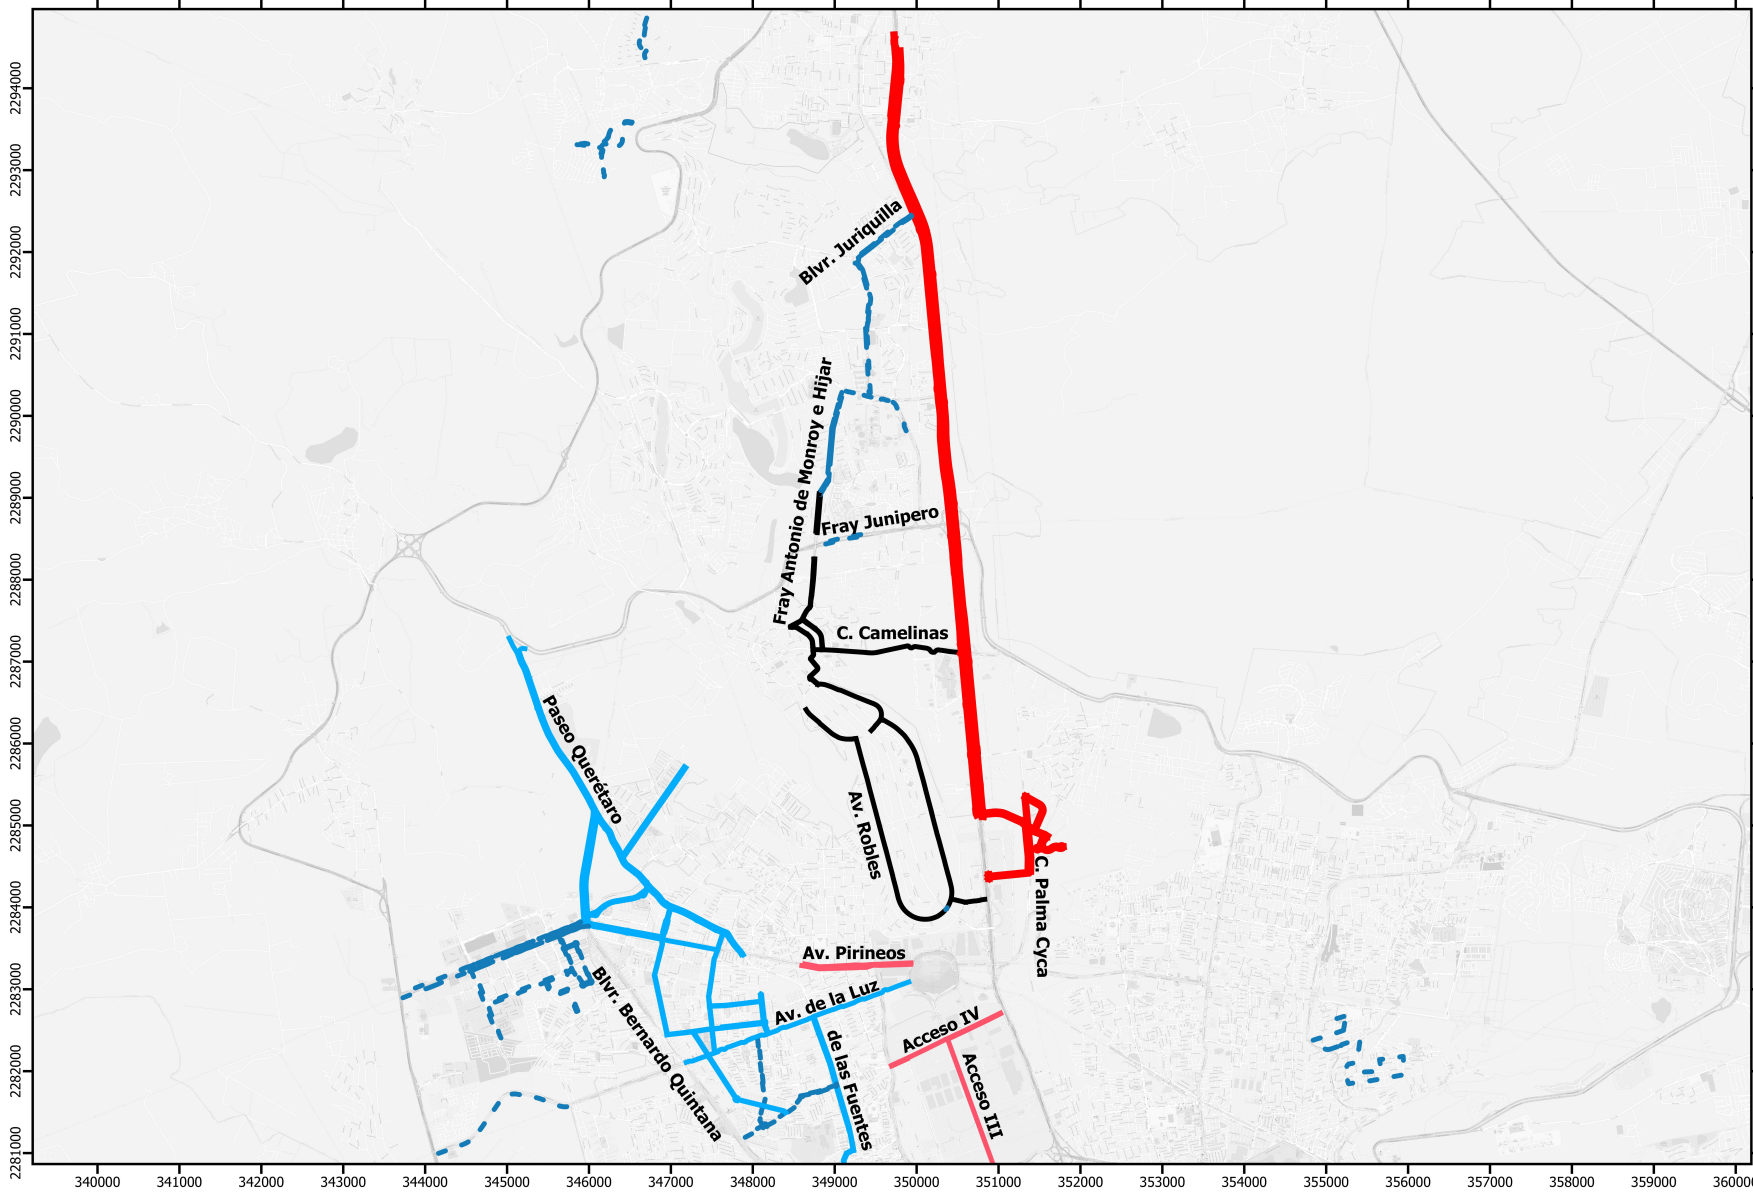 2294000
2293000
2292000
2291000
2290000
2289000
2288000
2287000
2286000
2285000
2284000
2283000
2282000
2281000
Blvr. Juriquilla
Fray Antonio de Monroy e Hijar
Fray Junipero
C. Camelinas
Paseo Querétaro
Av. Robles
C. Palma Cyca
Av. Pirineos
Av. de la Luz
Blvr. Bernardo Quintana
de las Fuentes
Acceso IV
Acceso III
340000 341000 342000 343000 344000 345000 346000 347000 348000 349000 350000 351000 352000 353000 354000 355000 356000 357000 358000 359000 36000